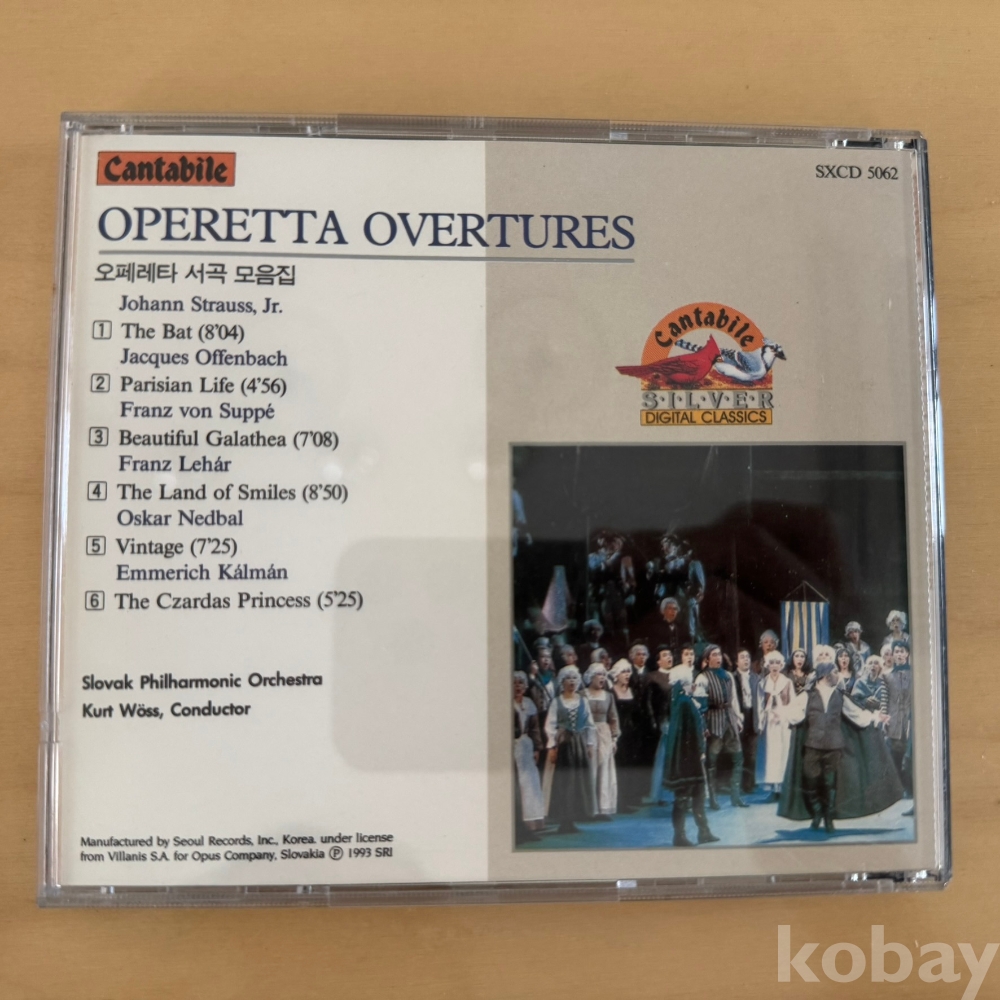 Cantabile
SXCD 5062
OPERETTA OVERTURES
오페레타 서곡 모음집
Johann Strauss, Jr.
1 The Bat (8'04)
Jacques Offenbach
2 Parisian Life (4'56)
Franz von Suppé
3 Beautiful Galathea (7'08)
Franz Lehár
4 The Land of Smiles (8'50)
Oskar Nedbal
5 Vintage (7'25)
Emmerich Kálmán
6 The Czardas Princess (5'25)
Slovak Philharmonic Orchestra
Kurt Wöss, Conductor
Manufactured by Seoul Records, Inc., Korea. under license
from Villanis S.A. for Opus Company, Slovakia Ⓟ 1993 SRI
Cantabile
S·I·L·V·E·R
DIGITAL CLASSICS
kobay